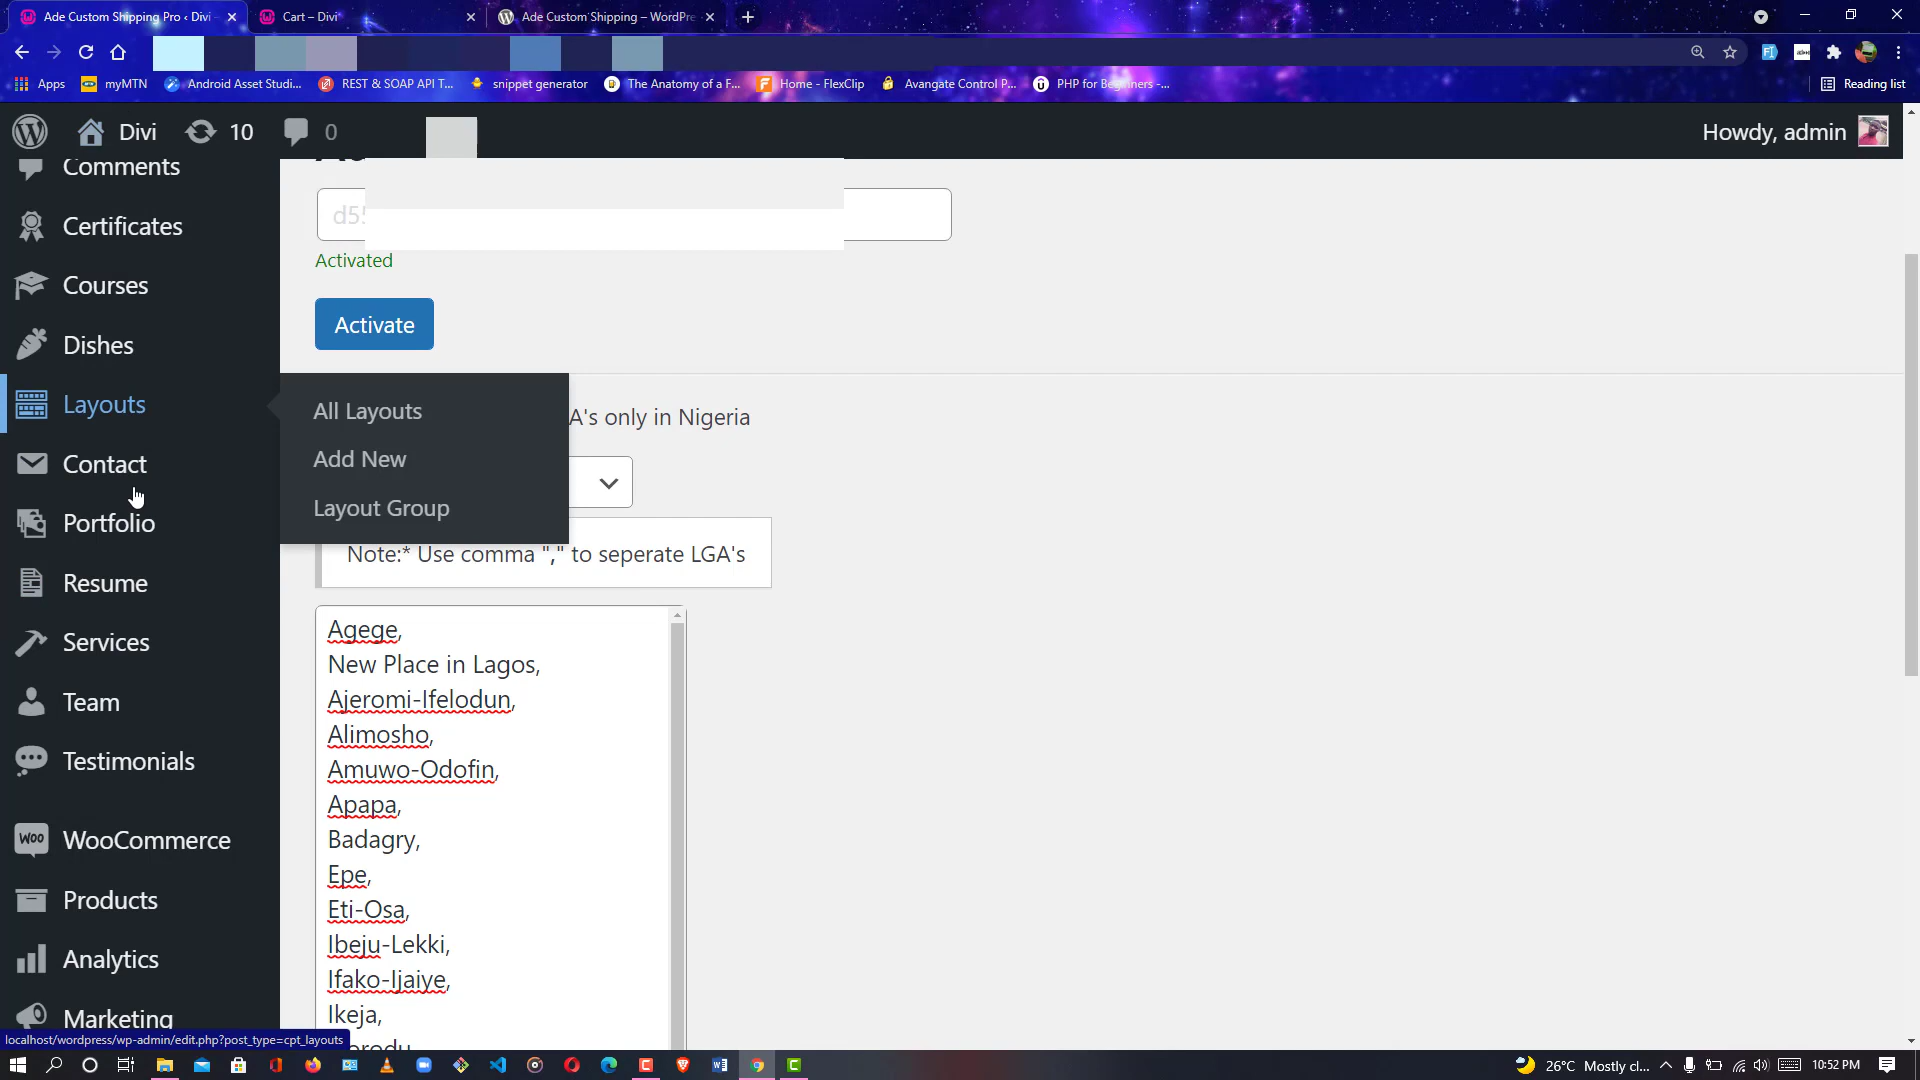 Ade Custom Shipping Pro ‹ Divi -
Cart – Divi
Ade Custom Shipping – WordPre
Apps
myMTN
Android Asset Studi...
REST & SOAP API T...
snippet generator
The Anatomy of a F...
Home - FlexClip
Avangate Control P...
PHP for Beginners -...
Reading list
Divi
10
0
Howdy, admin
Comments
Certificates
Courses
Dishes
Layouts
Contact
Portfolio
Resume
Services
Team
Testimonials
WOO
WooCommerce
Products
Analytics
Marketing
All Layouts
Add New
Layout Group
Activated
Activate
A's only in Nigeria
Note:* Use comma "," to seperate LGA's
Agege,
New Place in Lagos,
Ajeromi-Ifelodun,
Alimosho,
Amuwo-Odofin,
Apapa,
Badagry,
Epe,
Eti-Osa,
Ibeju-Lekki,
Ifako-Ijaiye,
Ikeja,
localhost/wordpress/wp-admin/edit.php?post_type=cpt_layouts
26°C Mostly cl...
10:52 PM